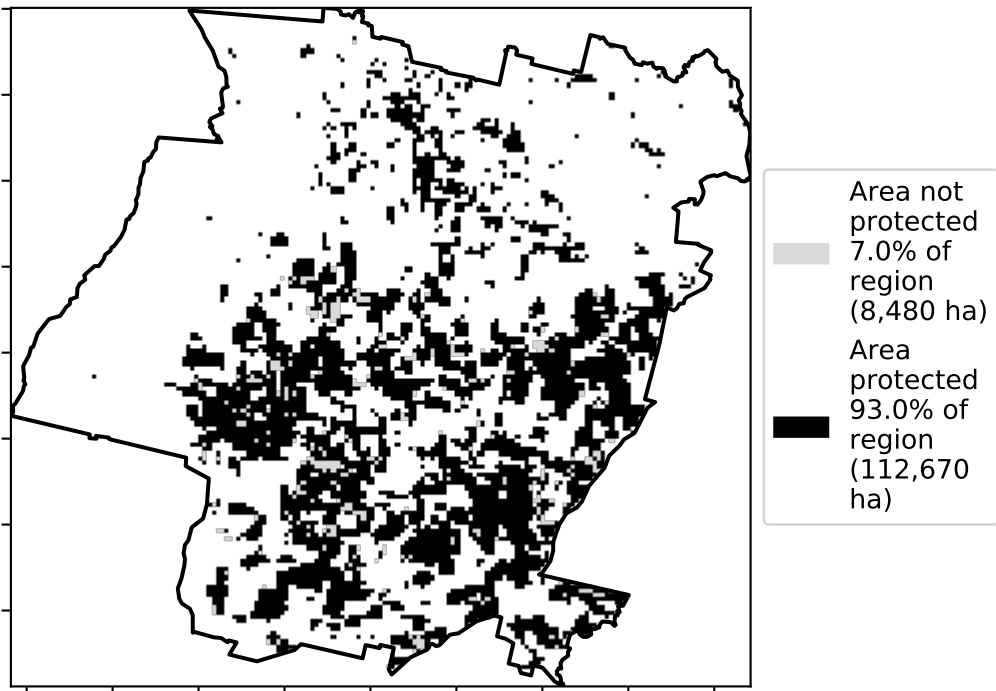 Area not
protected
7.0% of
region
(8,480 ha)
Area
protected
93.0% of
region
(112,670
ha)